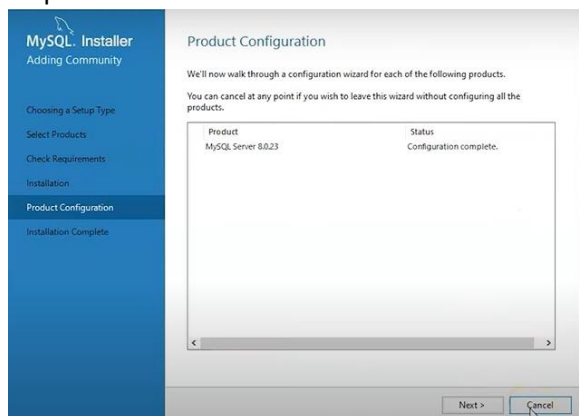 MySQL. Installer
Adding Community
Choosing a Setup Type
Select Products
Check Requirements
Installation
Product Configuration
Installation Complete
Product Configuration
We'll now walk through a configuration wizard for each of the following products.
You can cancel at any point if you wish to leave this wizard without configuring all the
products.
Product Status
MySQL Server 8.0.23 Configuration complete.
Next > Cancel